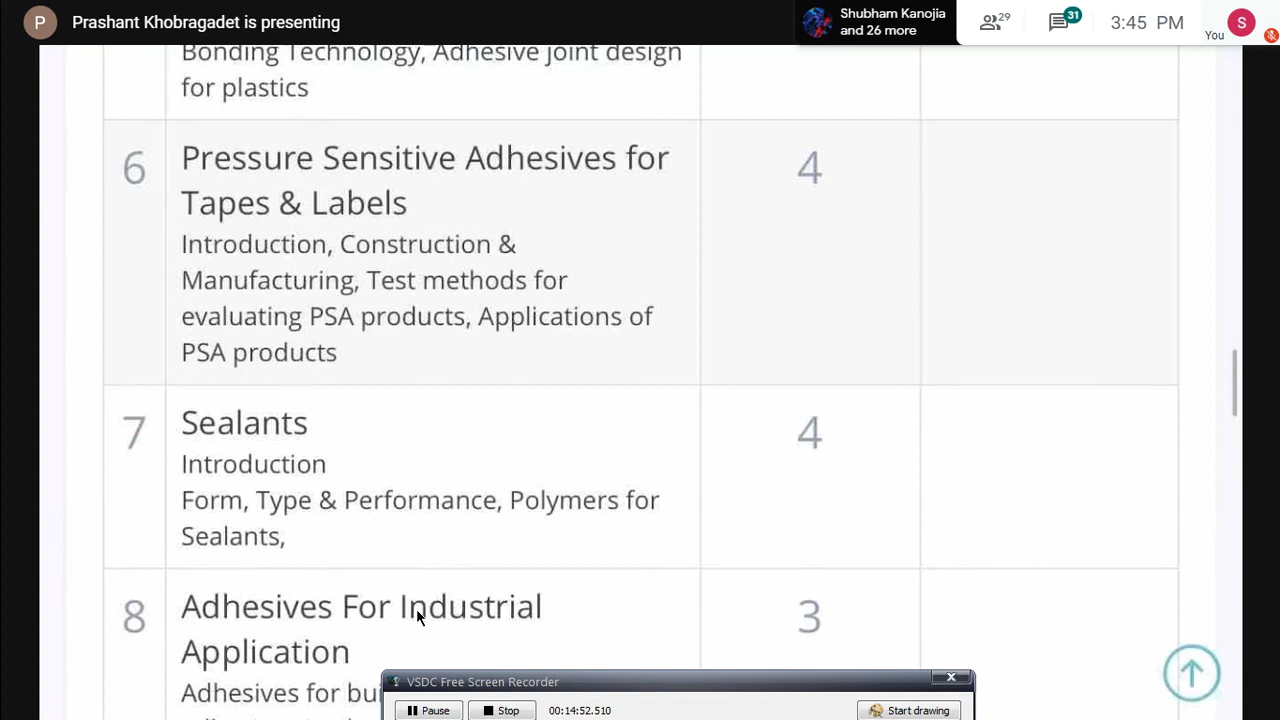 P
Prashant Khobragadet is presenting
Shubham Kanojia
and 26 more
29
31
3:45 PM
You
S
Bonding Technology, Adhesive joint design
for plastics
6
Pressure Sensitive Adhesives for
Tapes & Labels
4
Introduction, Construction &
Manufacturing, Test methods for
evaluating PSA products, Applications of
PSA products
7
Sealants
4
Introduction
Form, Type & Performance, Polymers for
Sealants,
8
Adhesives For Industrial
Application
3
Adhesives for bu
VSDC Free Screen Recorder
Pause
Stop
00:14:52.510
Start drawing